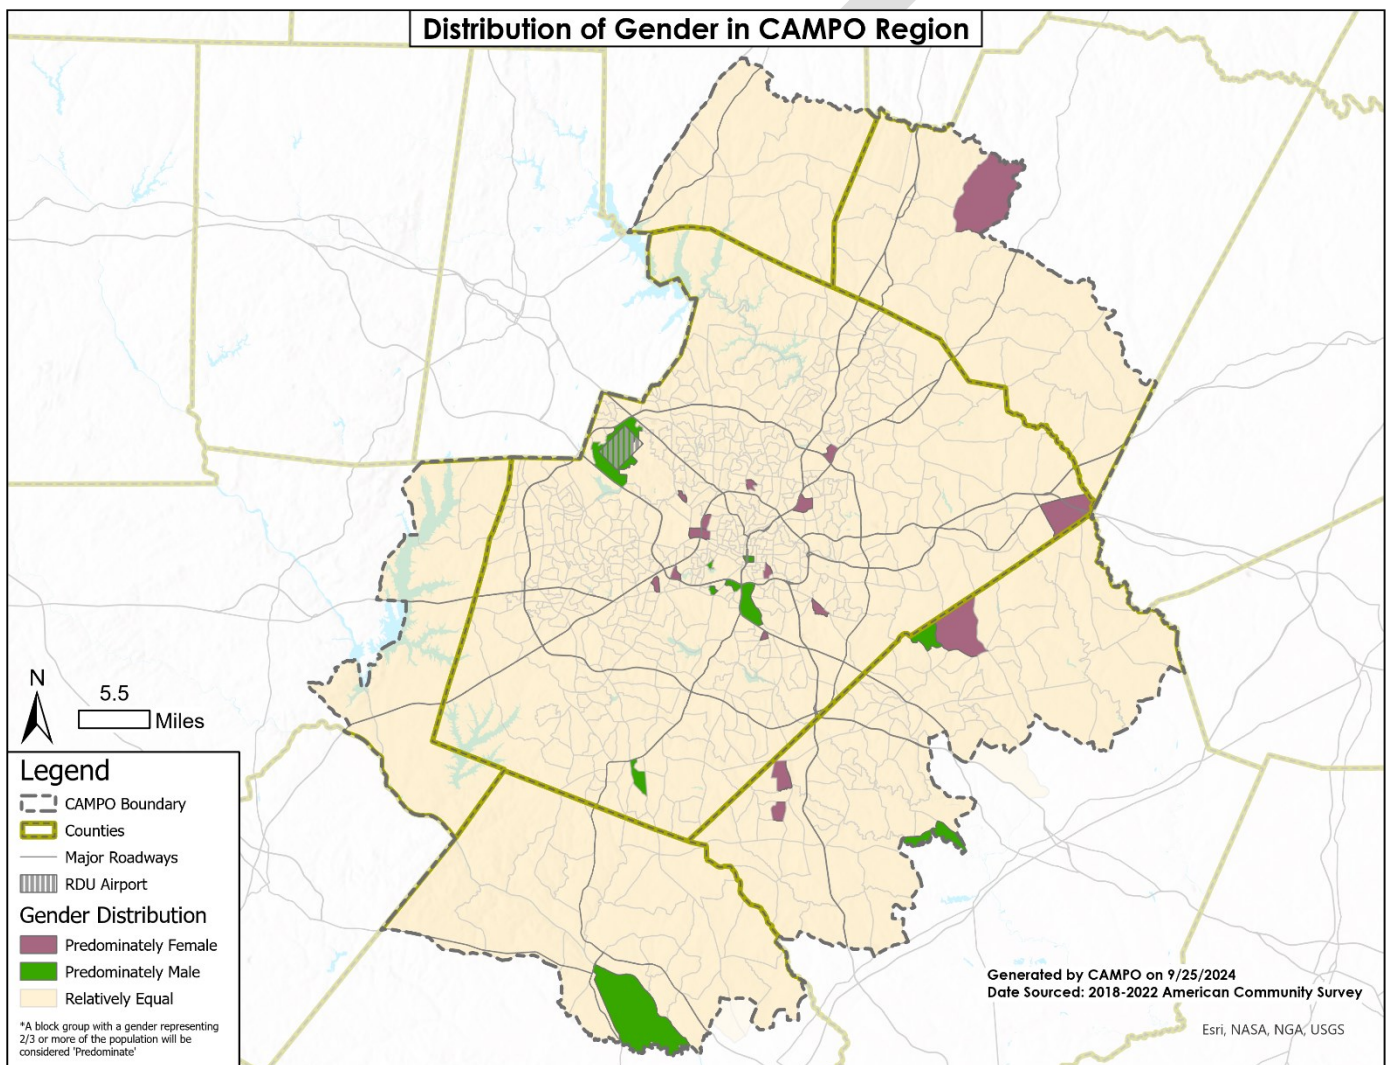 Distribution of Gender in CAMPO Region
N
5.5
Miles
Legend
CAMPO Boundary
Counties
Major Roadways
RDU Airport
Gender Distribution
Predominately Female
Predominately Male
Relatively Equal
*A block group with a gender representing
2/3 or more of the population will be
considered 'Predominate'
Generated by CAMPO on 9/25/2024
Date Sourced: 2018-2022 American Community Survey
Esri, NASA, NGA, USGS